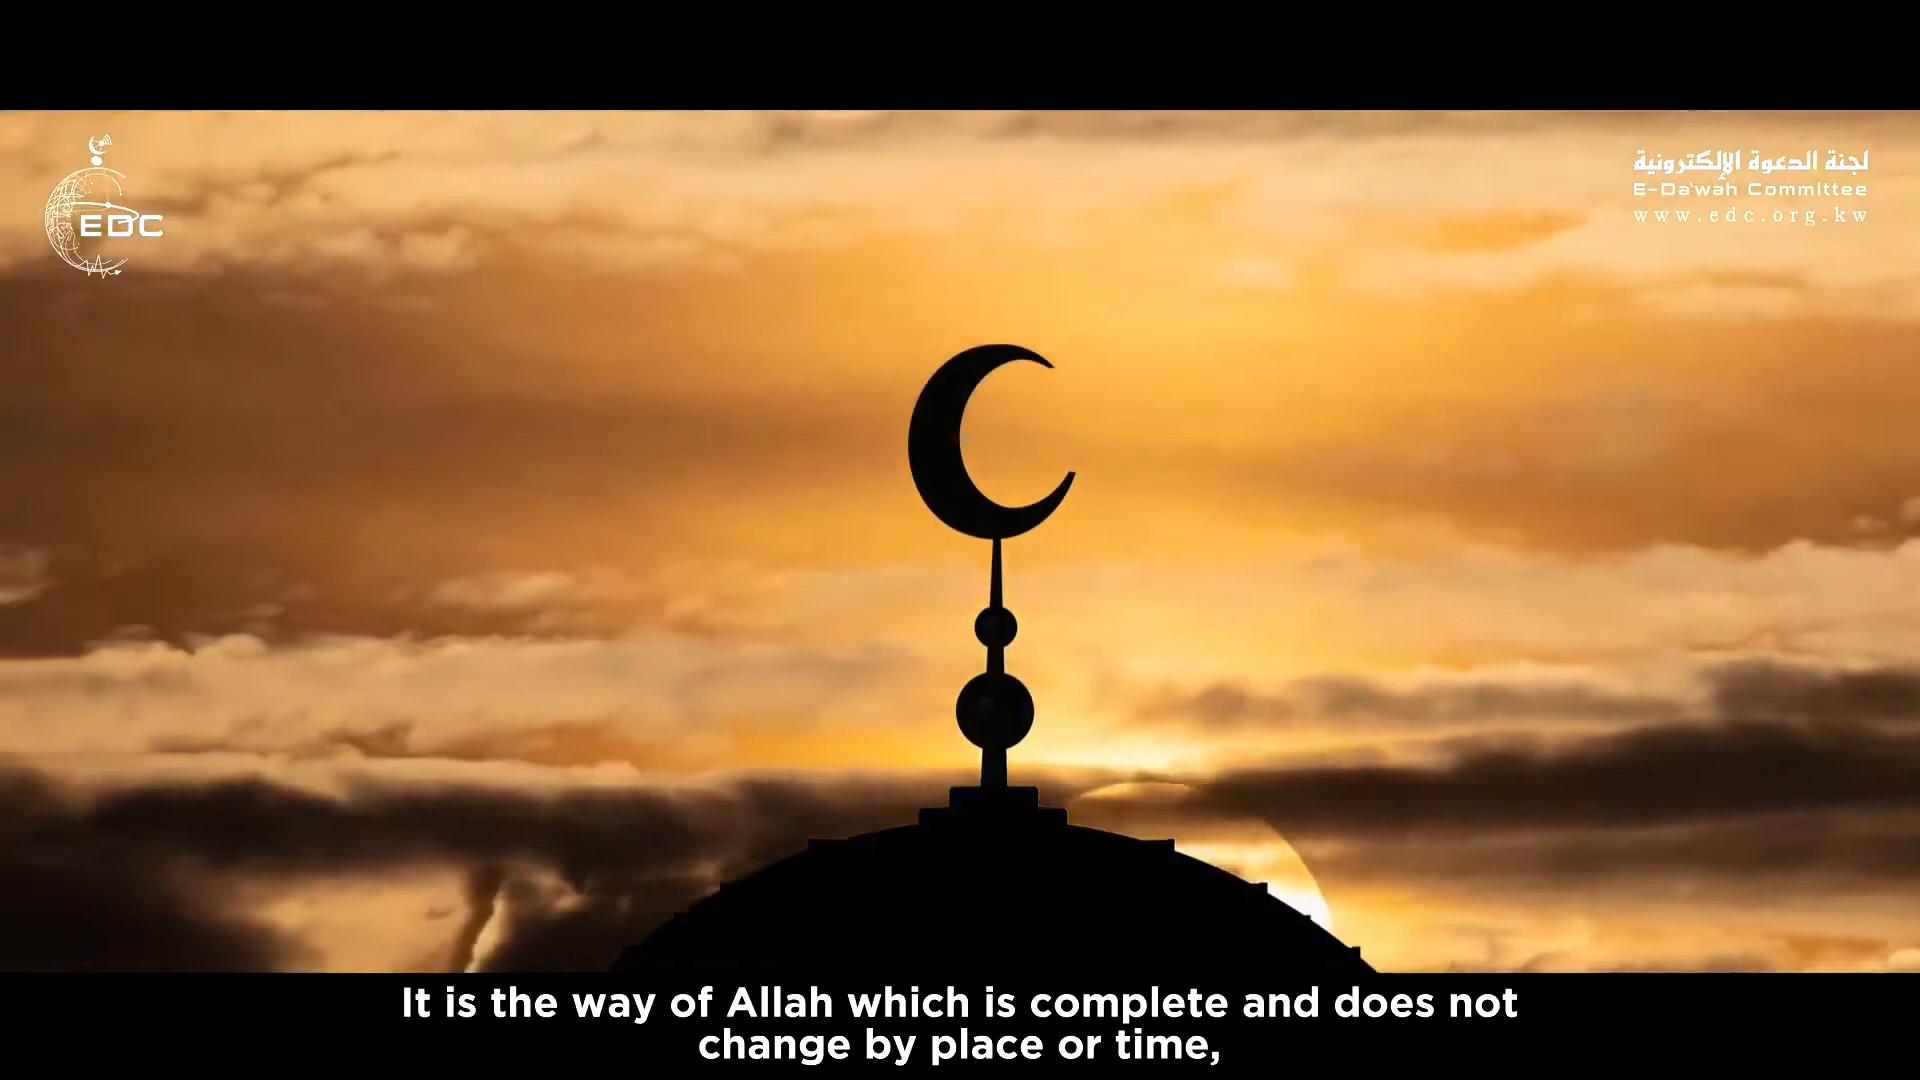 EDC
لجنة الدعوة الإلكترونية
E-Da'wah Committee
www.edc.org.kw
It is the way of Allah which is complete and does not
change by place or time,